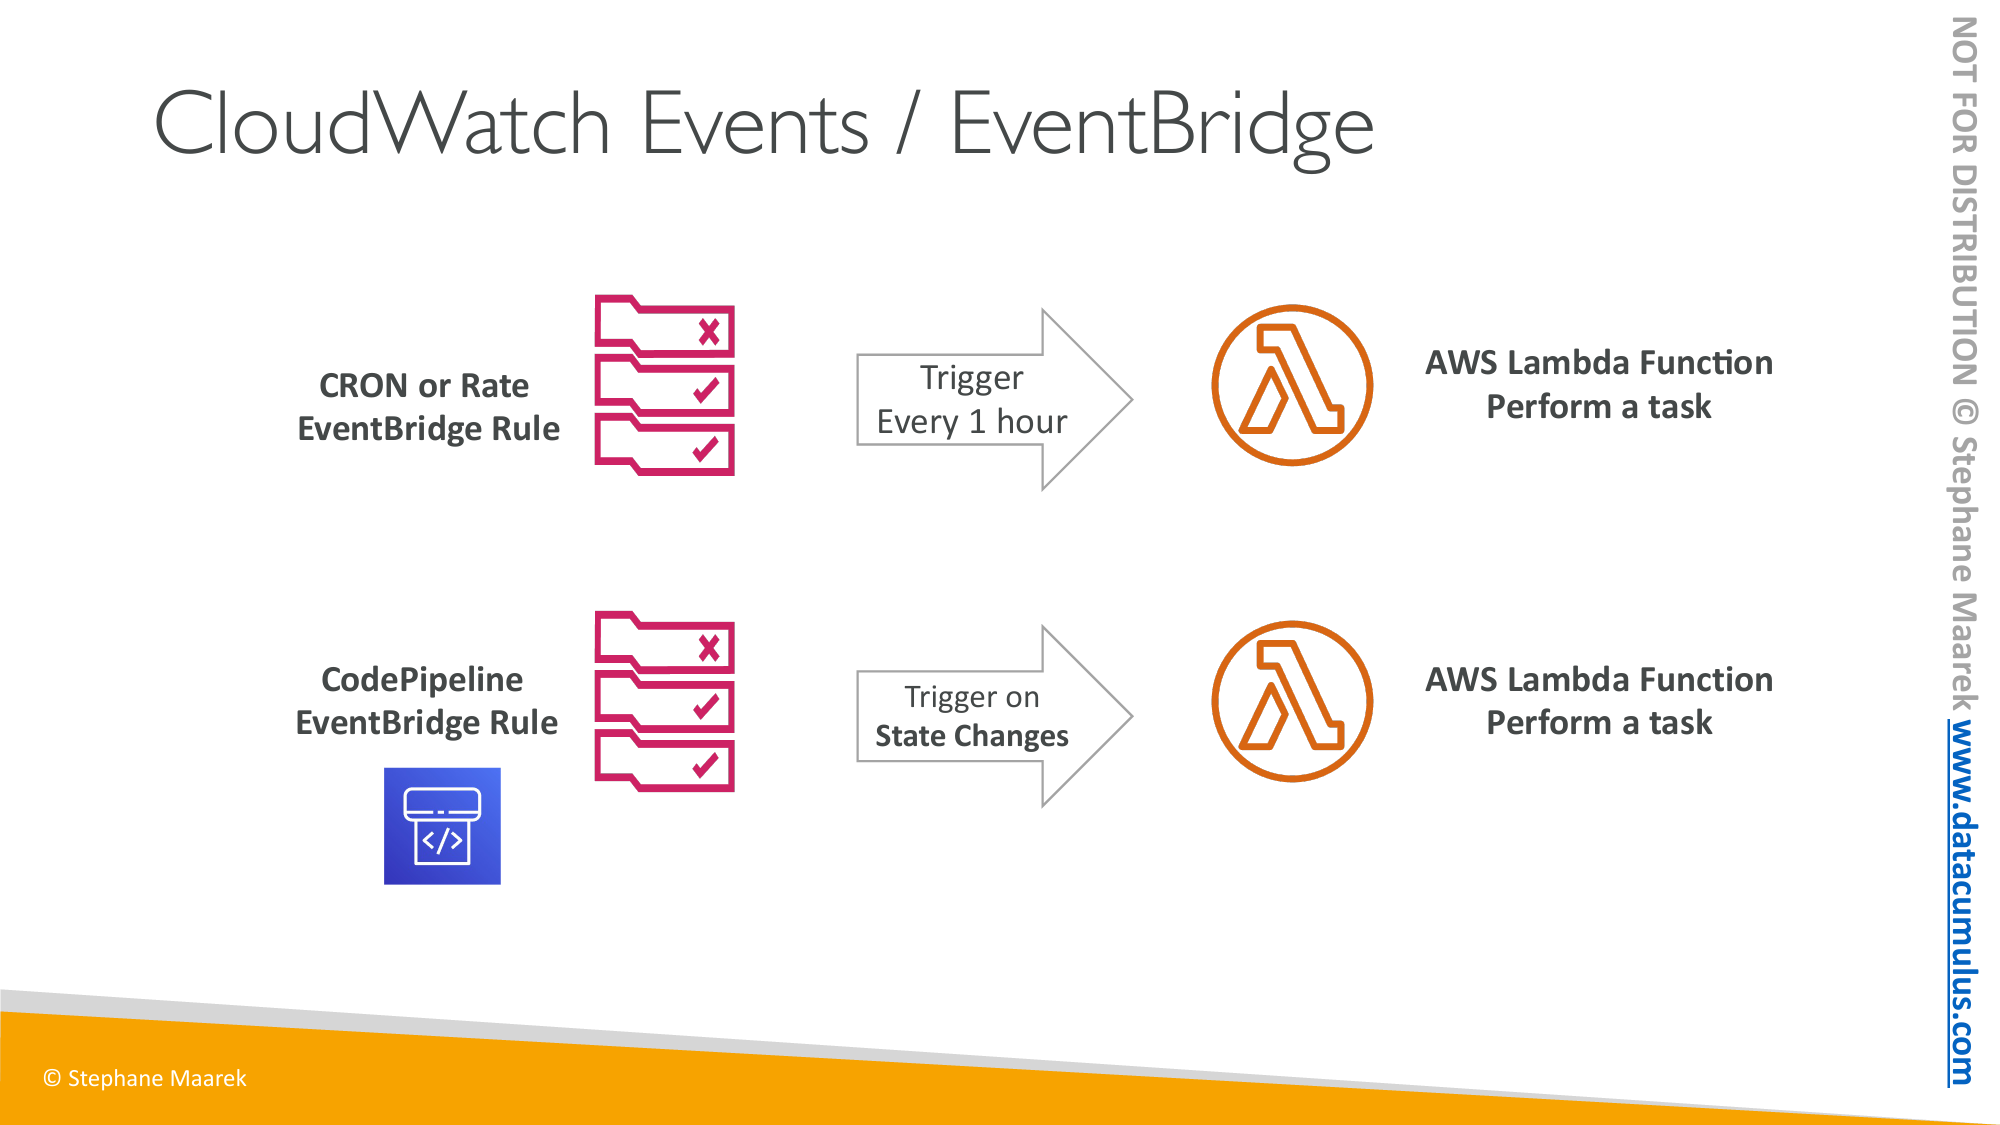 CloudWatch Events / EventBridge
CRON or Rate
EventBridge Rule
Trigger
Every 1 hour
AWS Lambda Function
Perform a task
CodePipeline
EventBridge Rule
</>
Trigger on
State Changes
AWS Lambda Function
Perform a task
© Stephane Maarek
NOT FOR DISTRIBUTION © Stephane Maarek www.datacumulus.com